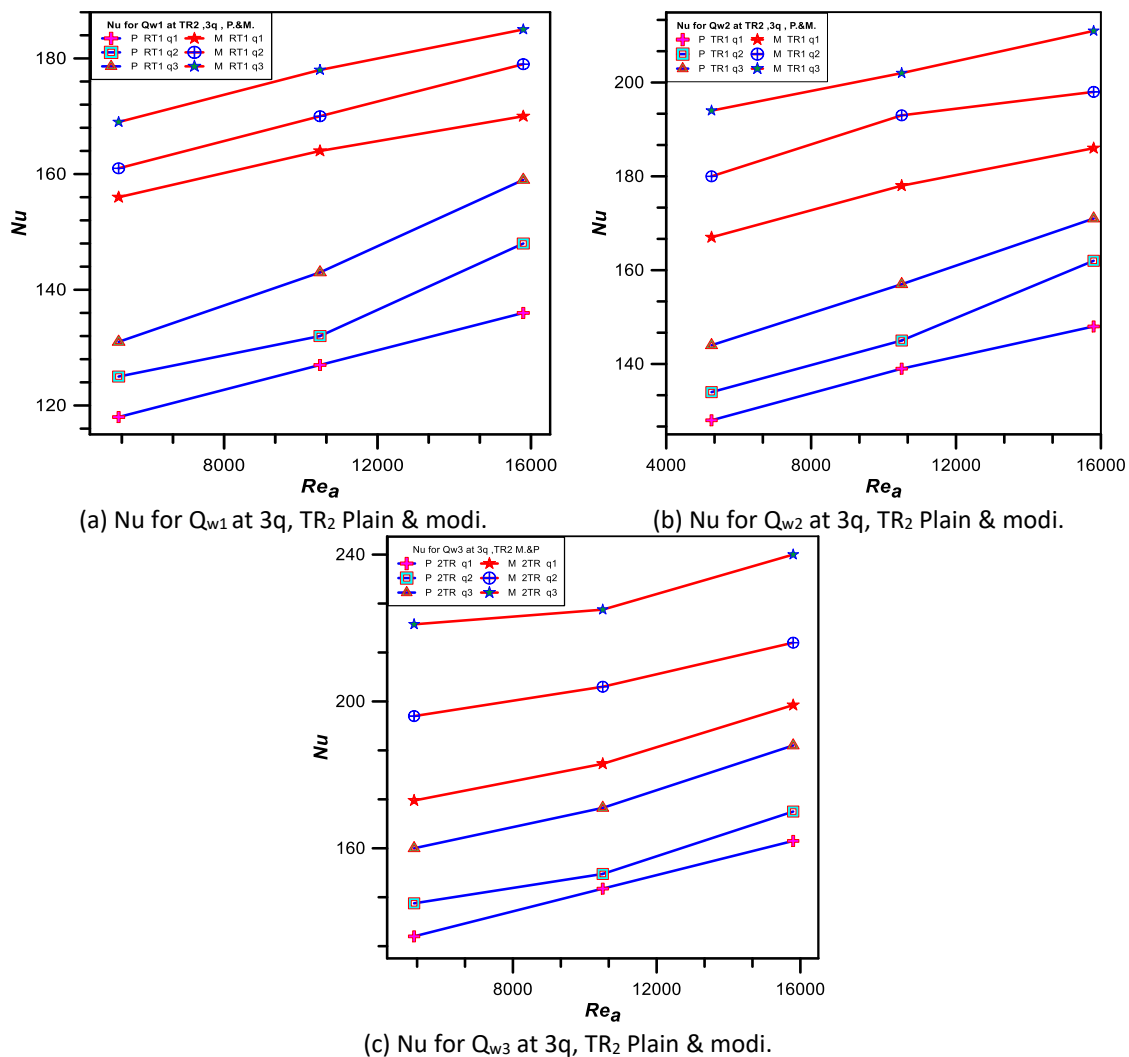 Nu for Qw1 at TR2 ,3q , P.&M.
P RT1 q1 M RT1 q1
P RT1 q2 M RT1 q2
P RT1 q3 M RT1 q3
180
160
140
120
Nu
8000 12000 16000
Rea
(a) Nu for Qw1 at 3q, TR2 Plain & modi.
Nu for Qw2 at TR2 ,3q , P.&M.
P TR1 q1 M TR1 q1
P TR1 q2 M TR1 q2
P TR1 q3 M TR1 q3
200
180
160
140
Nu
4000 8000 12000 16000
Rea
(b) Nu for Qw2 at 3q, TR2 Plain & modi.
Nu for Qw3 at 3q ,TR2 M.&P
P 2TR q1 M 2TR q1
P 2TR q2 M 2TR q2
P 2TR q3 M 2TR q3
240
200
160
Nu
8000 12000 16000
Rea
(c) Nu for Qw3 at 3q, TR2 Plain & modi.